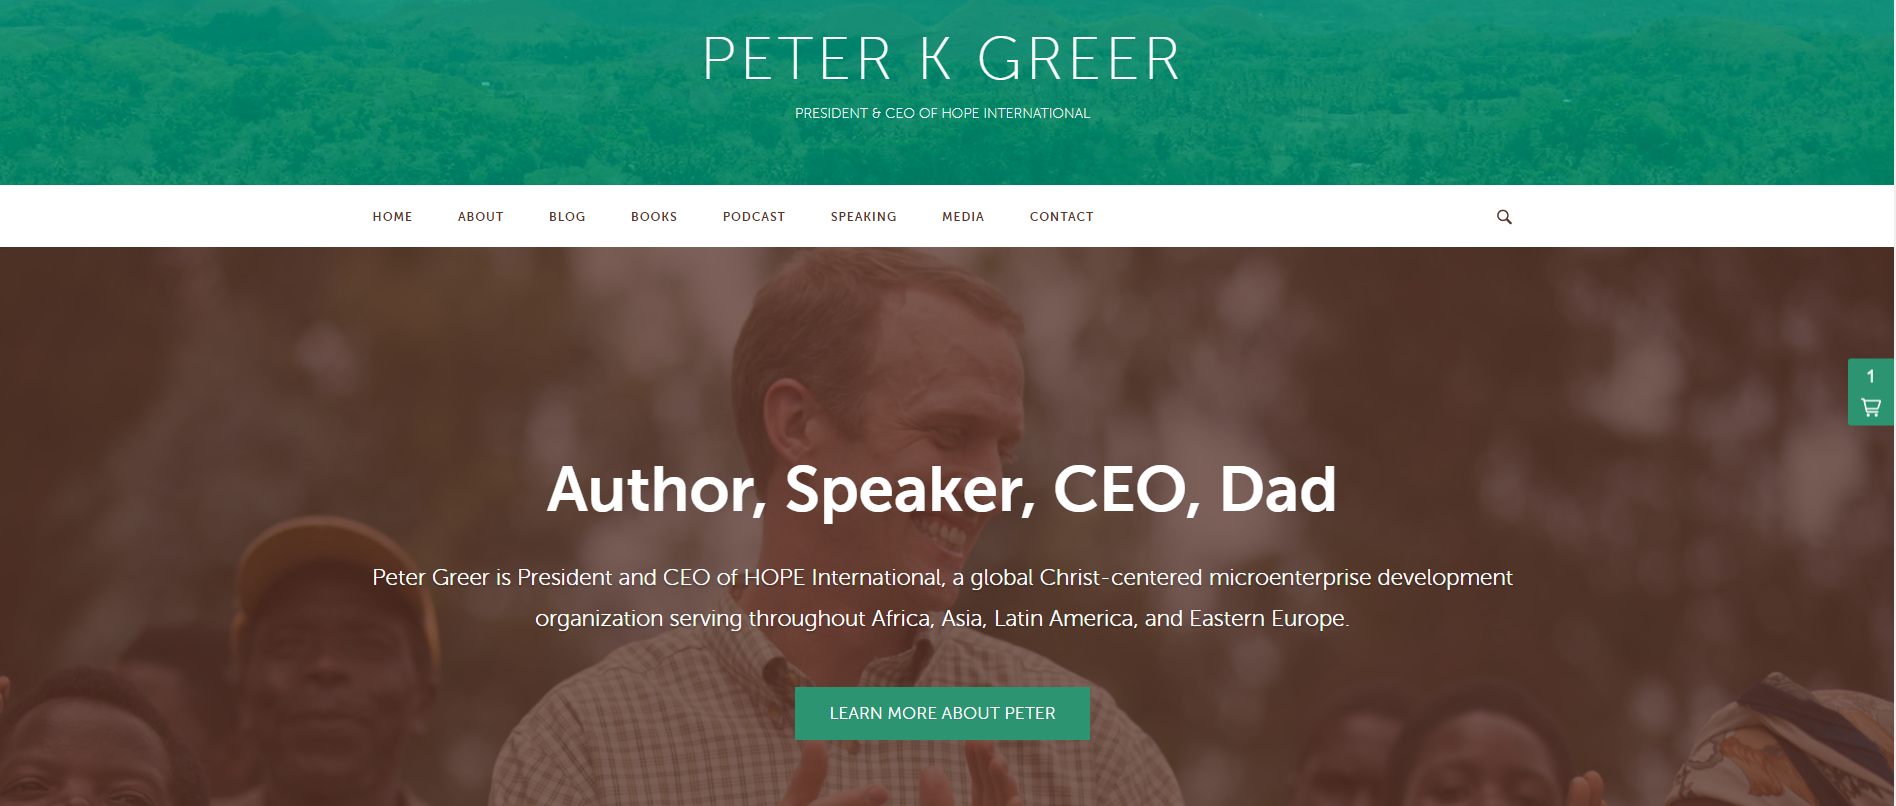 PETER K GREER
PRESIDENT & CEO OF HOPE INTERNATIONAL
HOME ABOUT BLOG BOOKS PODCAST SPEAKING MEDIA CONTACT
1
Author, Speaker, CEO, Dad
Peter Greer is President and CEO of HOPE International, a global Christ-centered microenterprise development
organization serving throughout Africa, Asia, Latin America, and Eastern Europe.
LEARN MORE ABOUT PETER